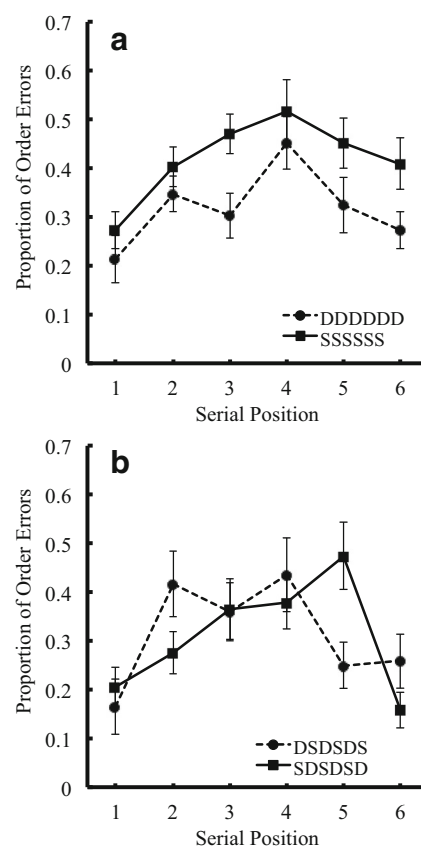 a
Proportion of Order Errors
0.7
0.6
0.5
0.4
0.3
0.2
0.1
0
DDDDDD
SSSSSS
1 2 3 4 5 6
Serial Position
b
Proportion of Order Errors
0.7
0.6
0.5
0.4
0.3
0.2
0.1
0
DSDSDS
SDSDSD
1 2 3 4 5 6
Serial Position